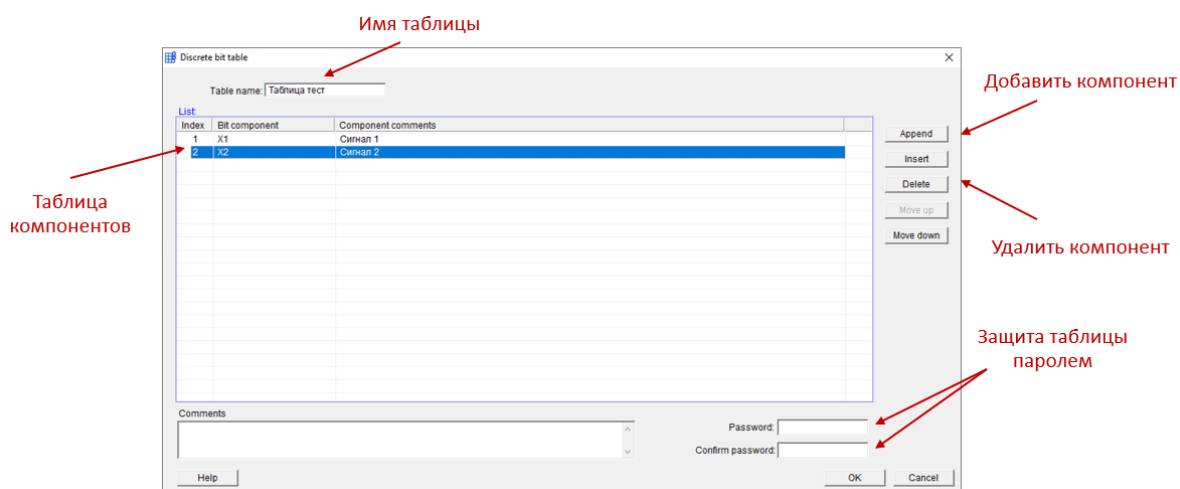 Имя таблицы
Discrete bit table
Добавить компонент
Table name: Таблица тест
List:
Index Bit component Component comments
1 X1 Сигнал 1
2 X2 Сигнал 2
Append
Insert
Delete
Move up
Move down
Таблица
компонентов
Удалить компонент
Защита таблицы
паролем
Comments
Password:
Confirm password:
Help
OK
Cancel